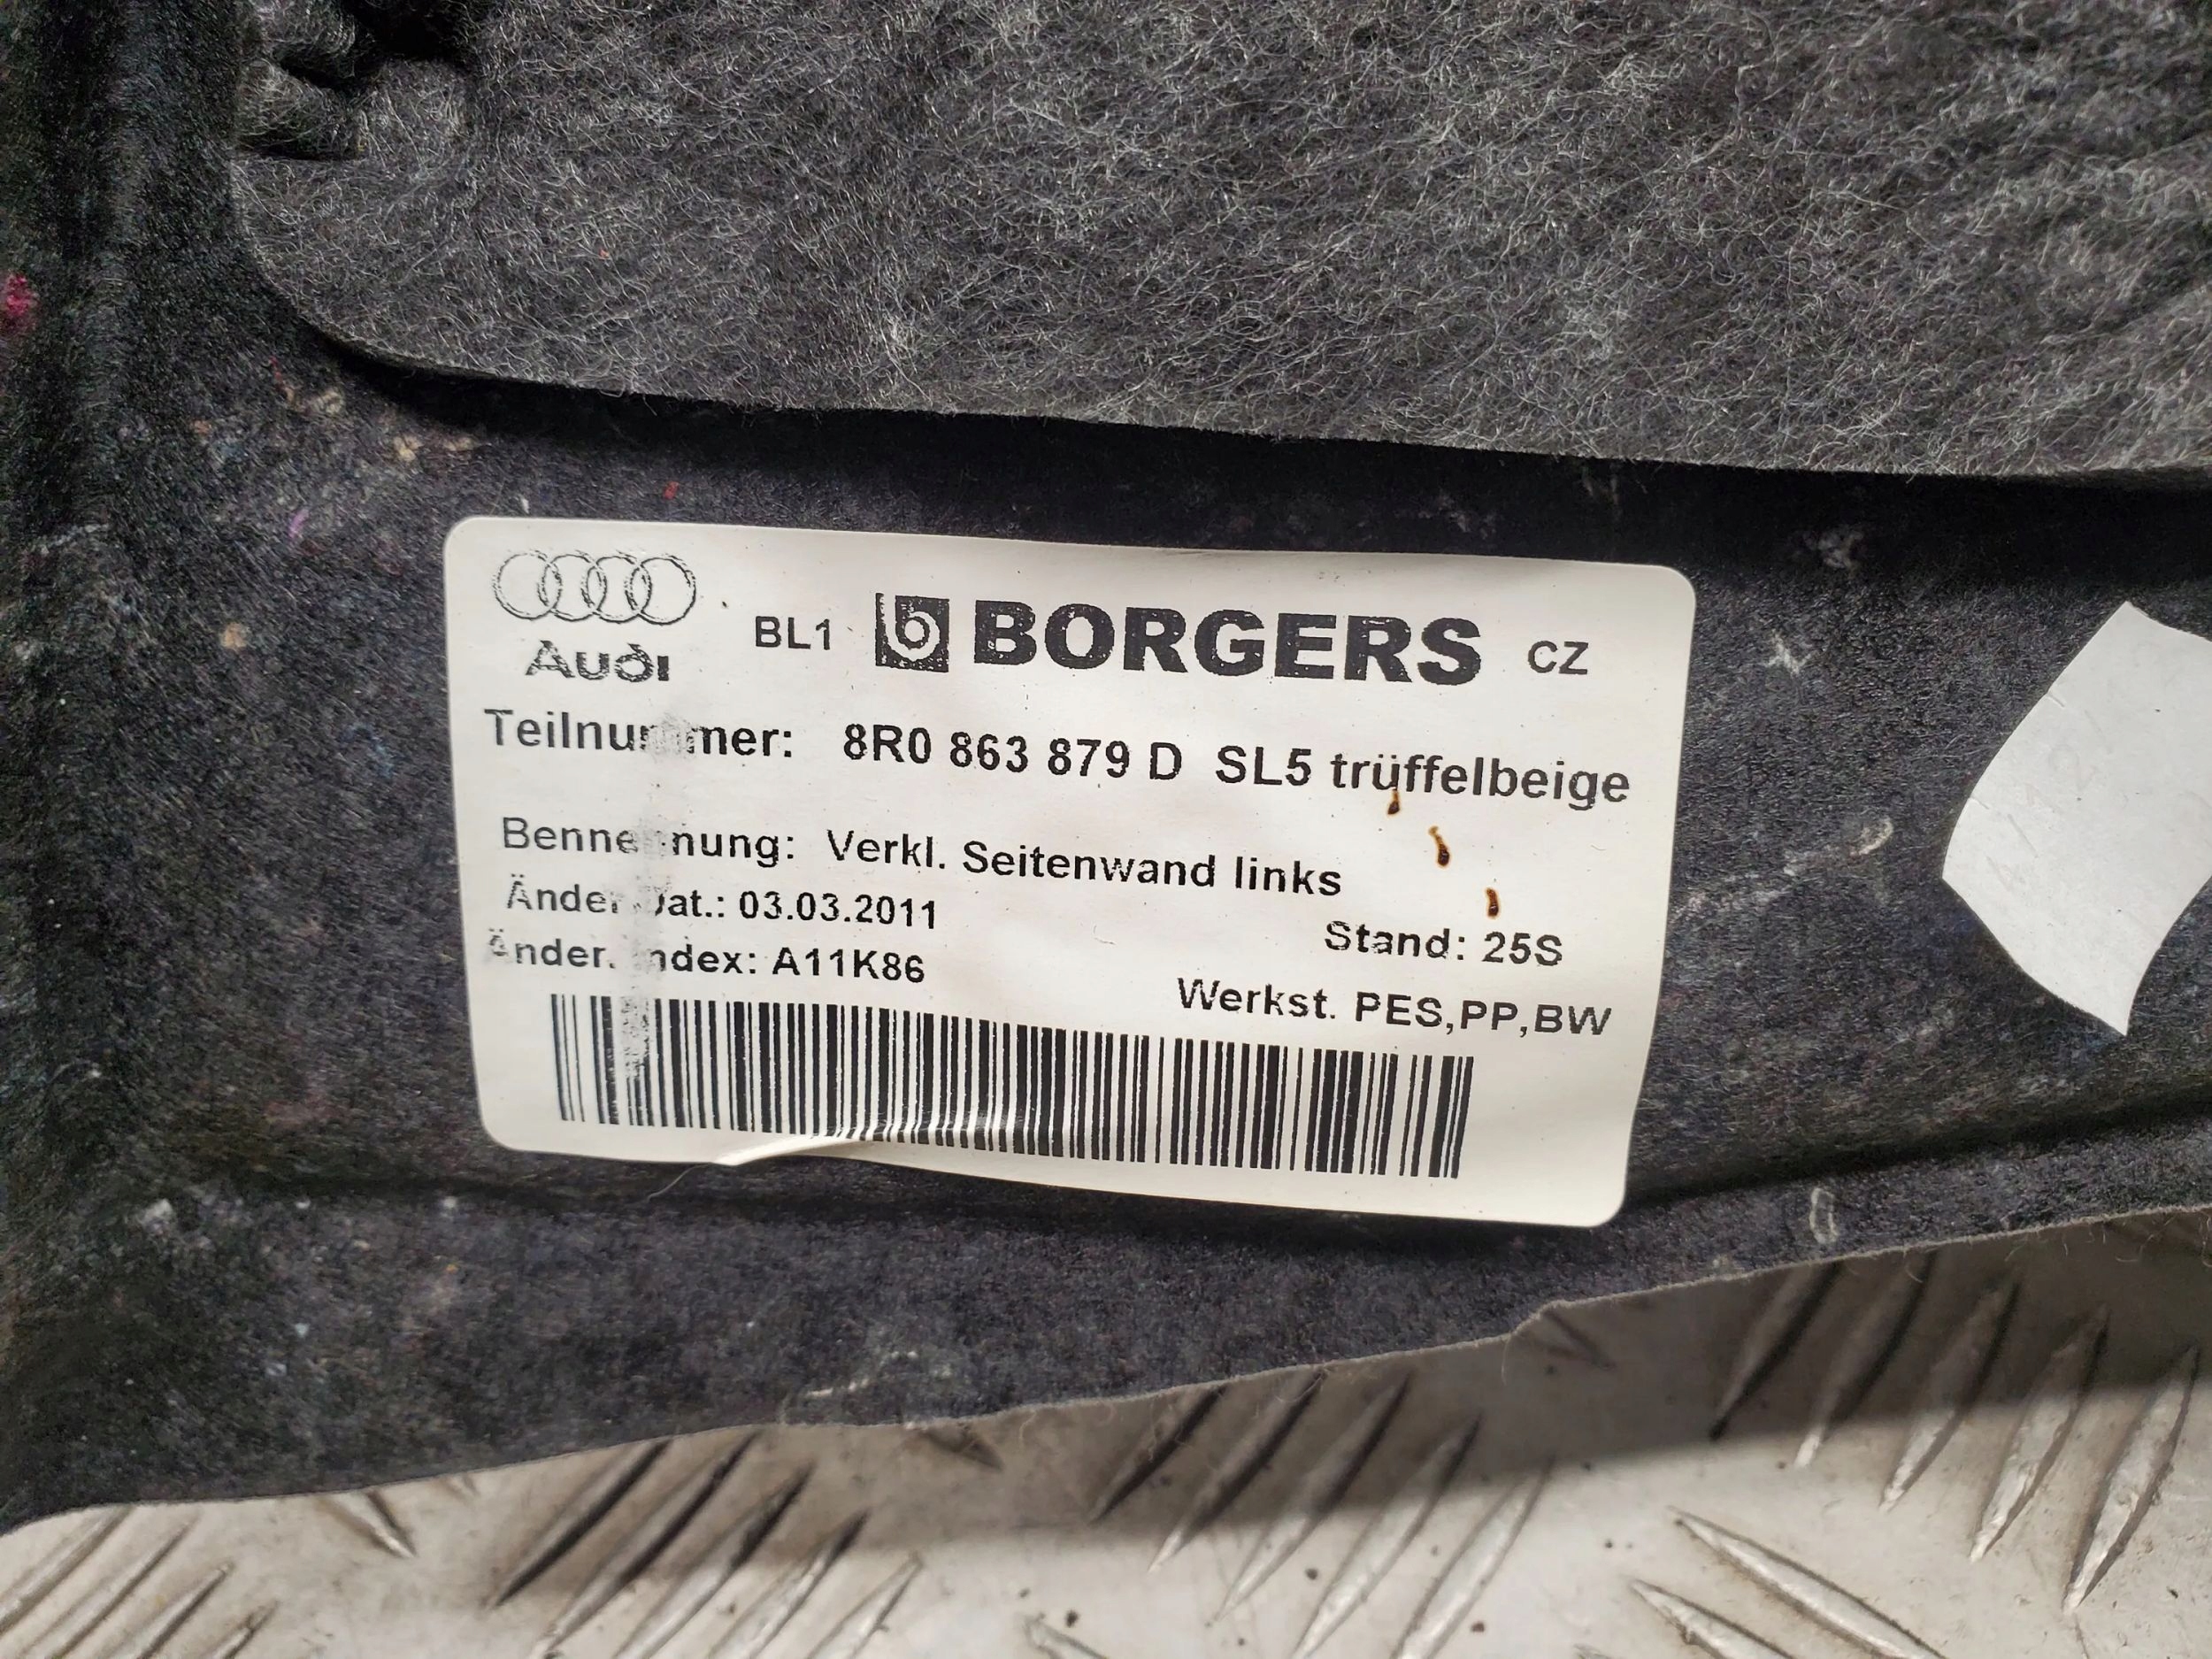 Audi
BL1 b BORGERS CZ
Teilnummer: 8R0 863 879 D SL5 trüffelbeige
Bennennung: Verkl. Seitenwand links
Änder. Dat.: 03.03.2011
Stand: 25S
Änder. Index: A11K86
Werkst. PES,PP,BW